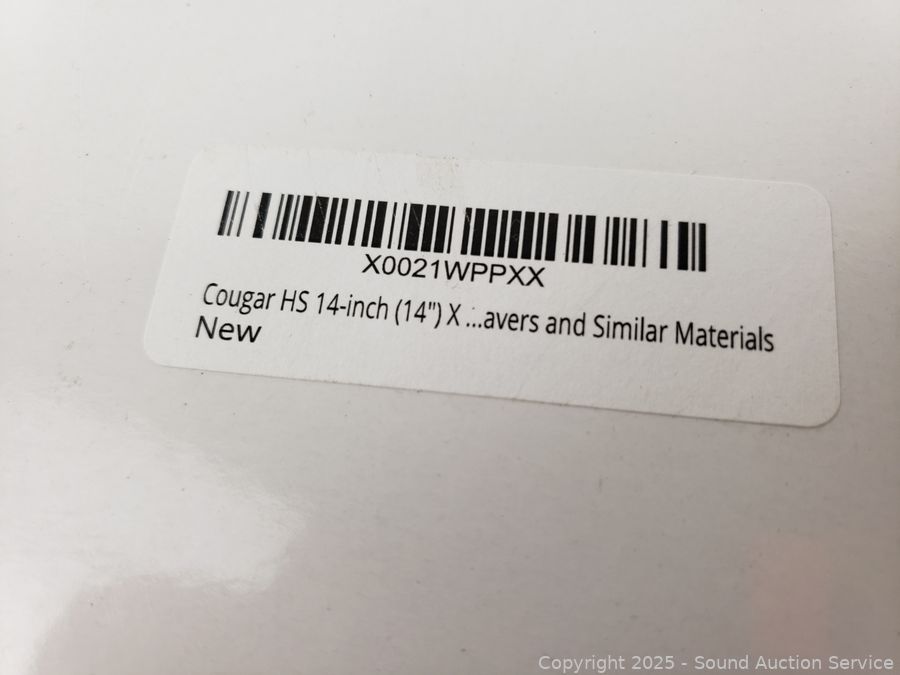 X0021WPPXX
Cougar HS 14-inch (14") X ...avers and Similar Materials
New
Copyright 2025 - Sound Auction Service